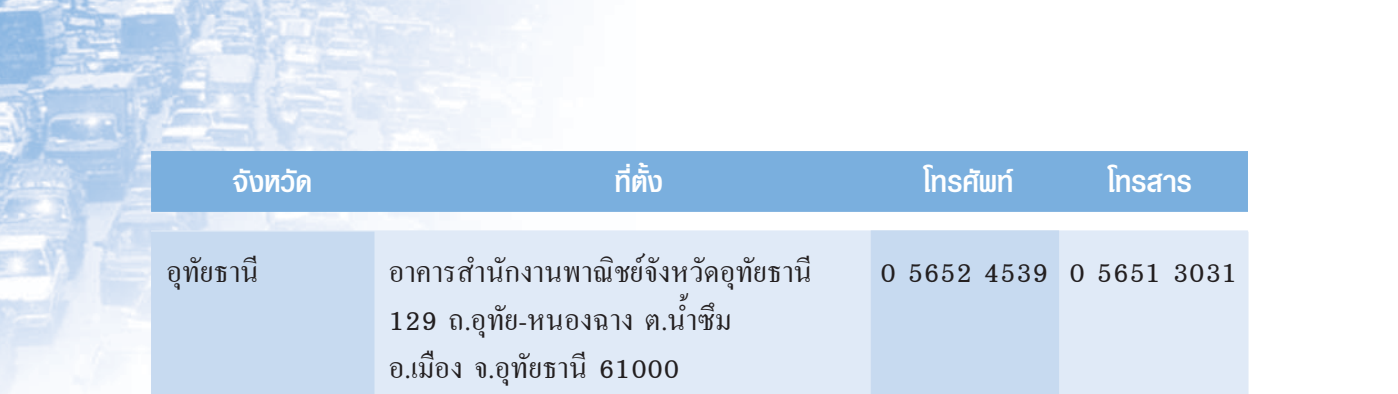 จังหวัด ที่ตั้ง โทรศัพท์ โทรสาร
อุทัยธานี อาคารสำนักงานพาณิชย์จังหวัดอุทัยธานี 0 5652 4539 0 5651 3031
129 ถ.อุทัย-หนองฉาง ต.น้ำซึม
อ.เมือง จ.อุทัยธานี 61000